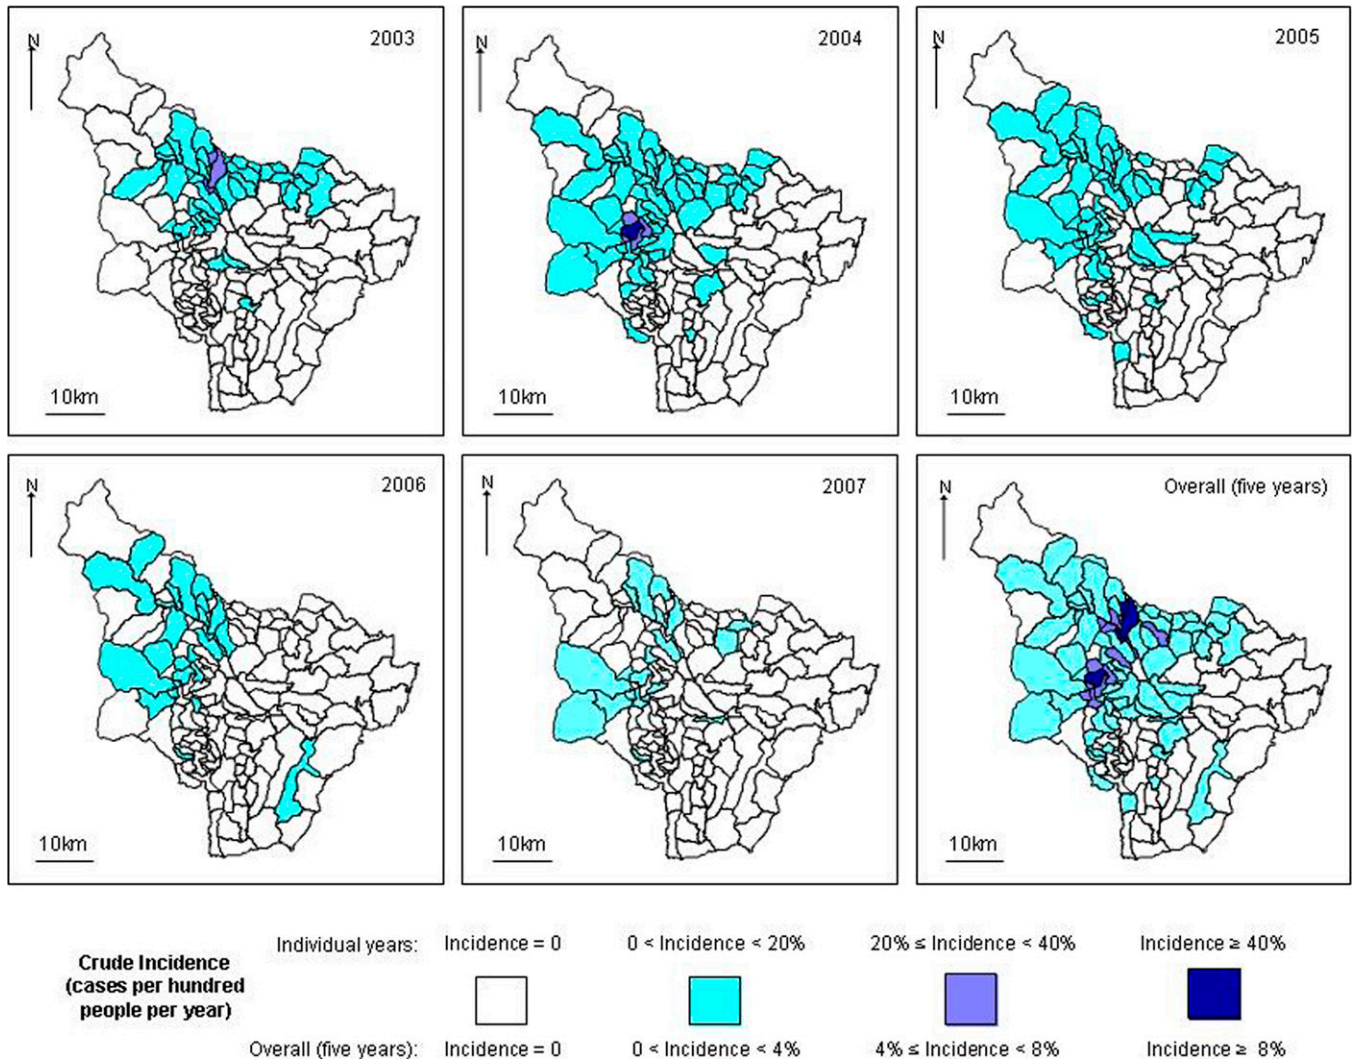 N
2003
10km
N
2004
10km
N
2005
10km
N
2006
10km
N
2007
10km
N
Overall (five years)
10km
Crude Incidence
(cases per hundred
people per year)
Individual years: Incidence = 0 0 < Incidence < 20% 20% ≤ Incidence < 40% Incidence ≥ 40%
Overall (five years): Incidence = 0 0 < Incidence < 4% 4% ≤ Incidence < 8% Incidence ≥ 8%